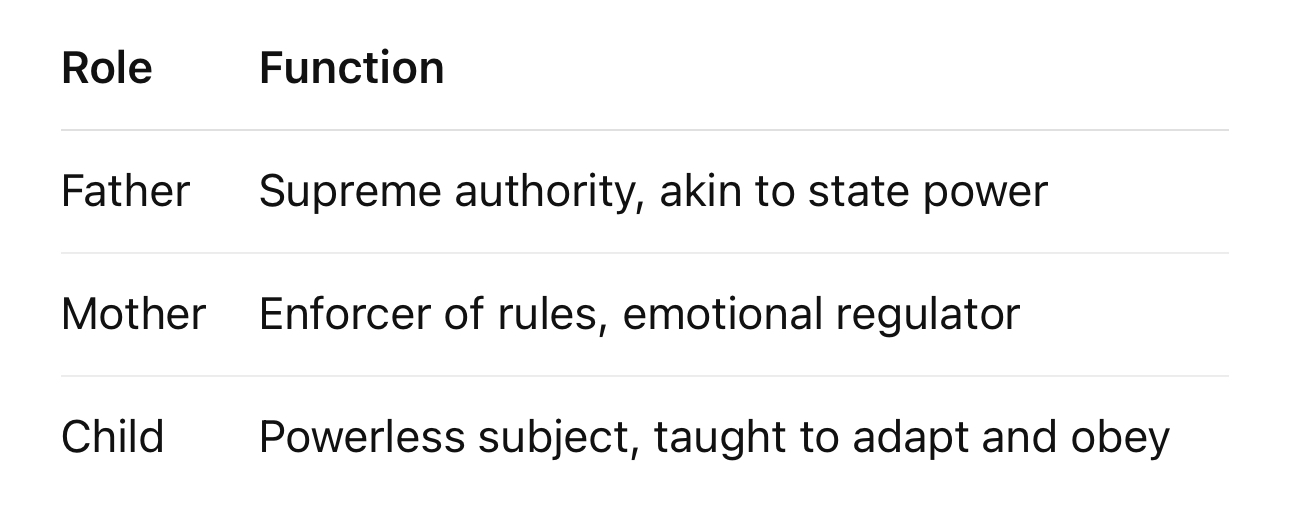 Role Function
Father Supreme authority, akin to state power
Mother Enforcer of rules, emotional regulator
Child Powerless subject, taught to adapt and obey